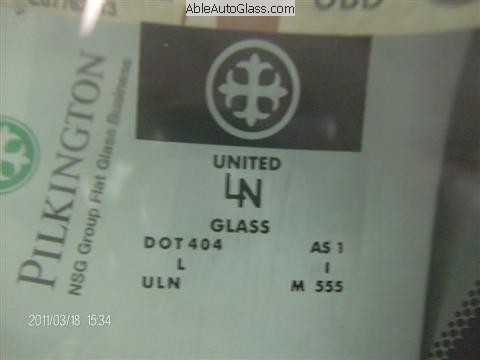 AbleAutoGlass.com
OBD
PILKINGTON
NSG Group Flat Glass Business
UNITED
LN
GLASS
DOT 404 AS 1
L I
ULN M 555
2011/03/18 15:34